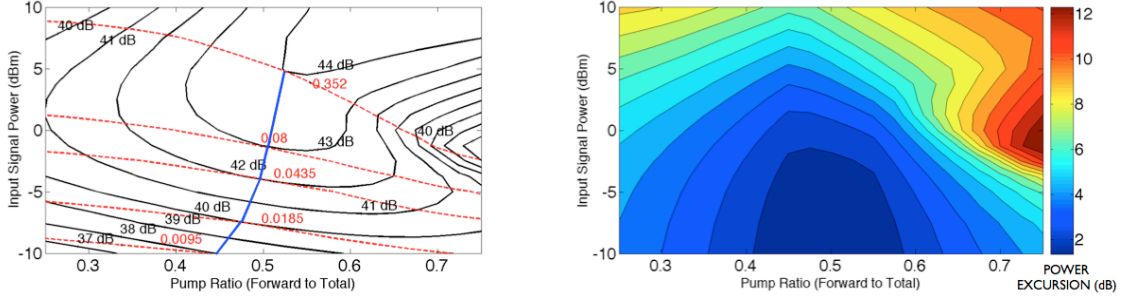 10
5
0
-5
-10
Input Signal Power (dBm)
40 dB
41 dB
44 dB
0.352
0.08
43 dB
40 dB
42 dB
0.0435
41 dB
40 dB
39 dB
38 dB
37 dB
0.0185
0.0095
0.3 0.4 0.5 0.6 0.7
Pump Ratio (Forward to Total)
10
5
0
-5
-10
Input Signal Power (dBm)
0.3 0.4 0.5 0.6 0.7
Pump Ratio (Forward to Total)
12
10
8
6
4
2
POWER
EXCURSION (dB)